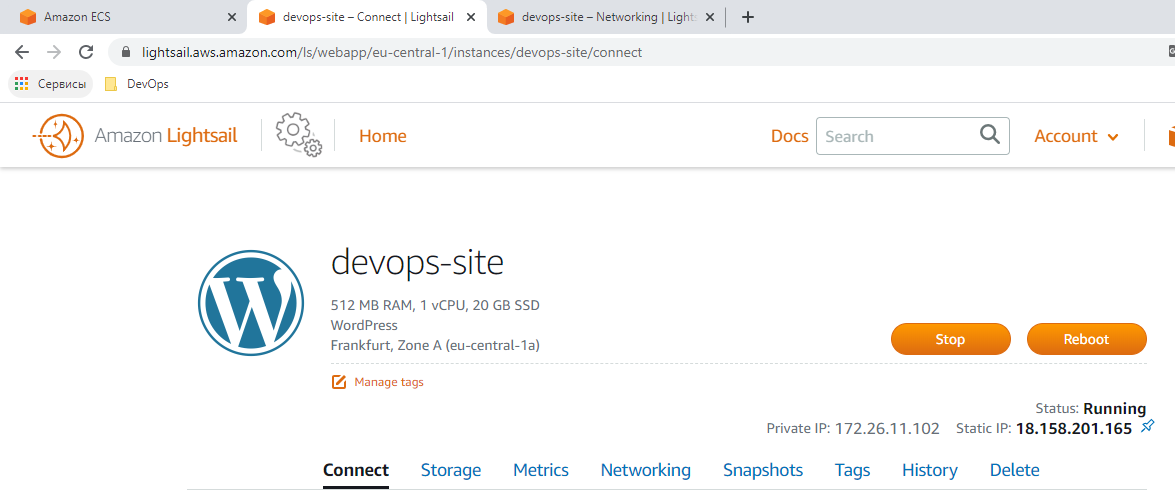 Amazon ECS
devops-site – Connect | Lightsail
devops-site – Networking | Lights
lightsail.aws.amazon.com/ls/webapp/eu-central-1/instances/devops-site/connect
Сервисы
DevOps
Amazon Lightsail
Home
Docs
Search
Account
devops-site
512 MB RAM, 1 vCPU, 20 GB SSD
WordPress
Frankfurt, Zone A (eu-central-1a)
Stop
Reboot
Manage tags
Status: Running
Private IP: 172.26.11.102 Static IP: 18.158.201.165
Connect Storage Metrics Networking Snapshots Tags History Delete